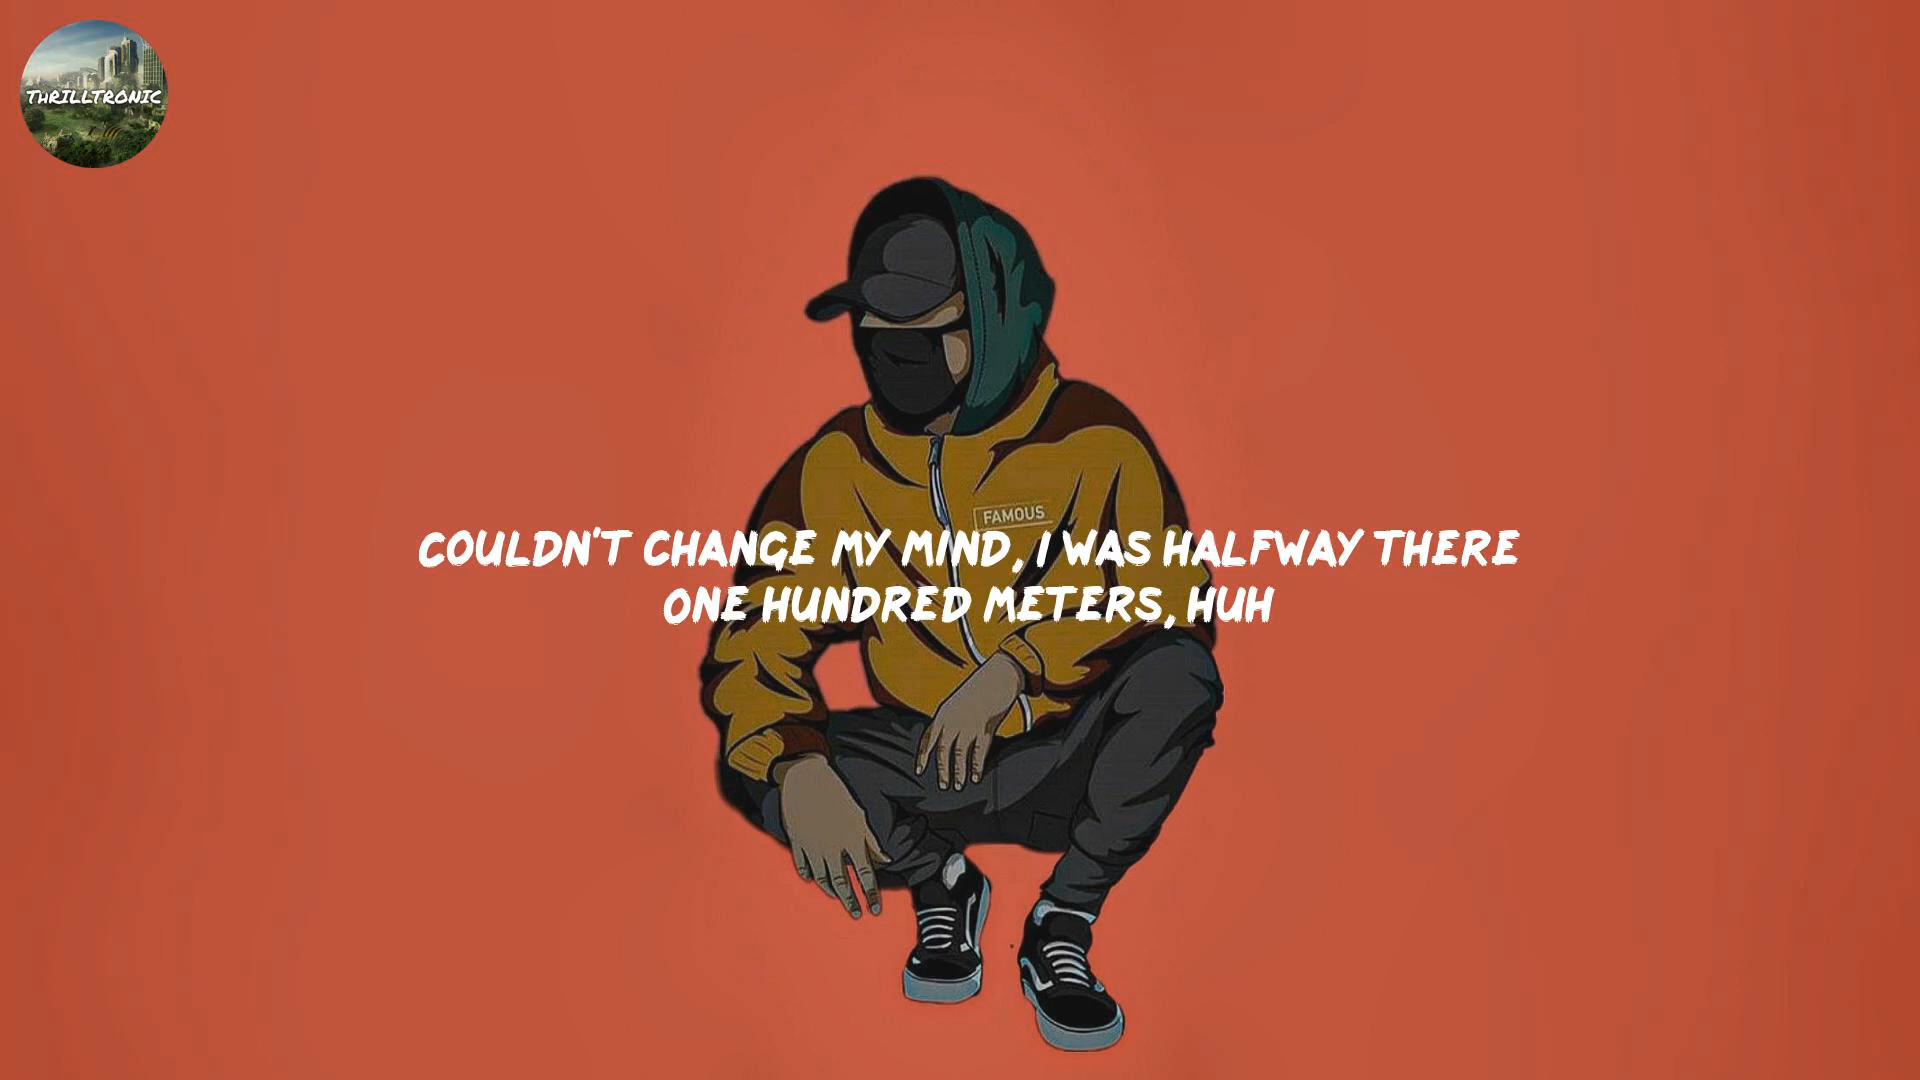 THRILLTRONIC
FAMOUS
COULDN'T CHANGE MY MIND, I WAS HALFWAY THERE
ONE HUNDRED METERS, HUH